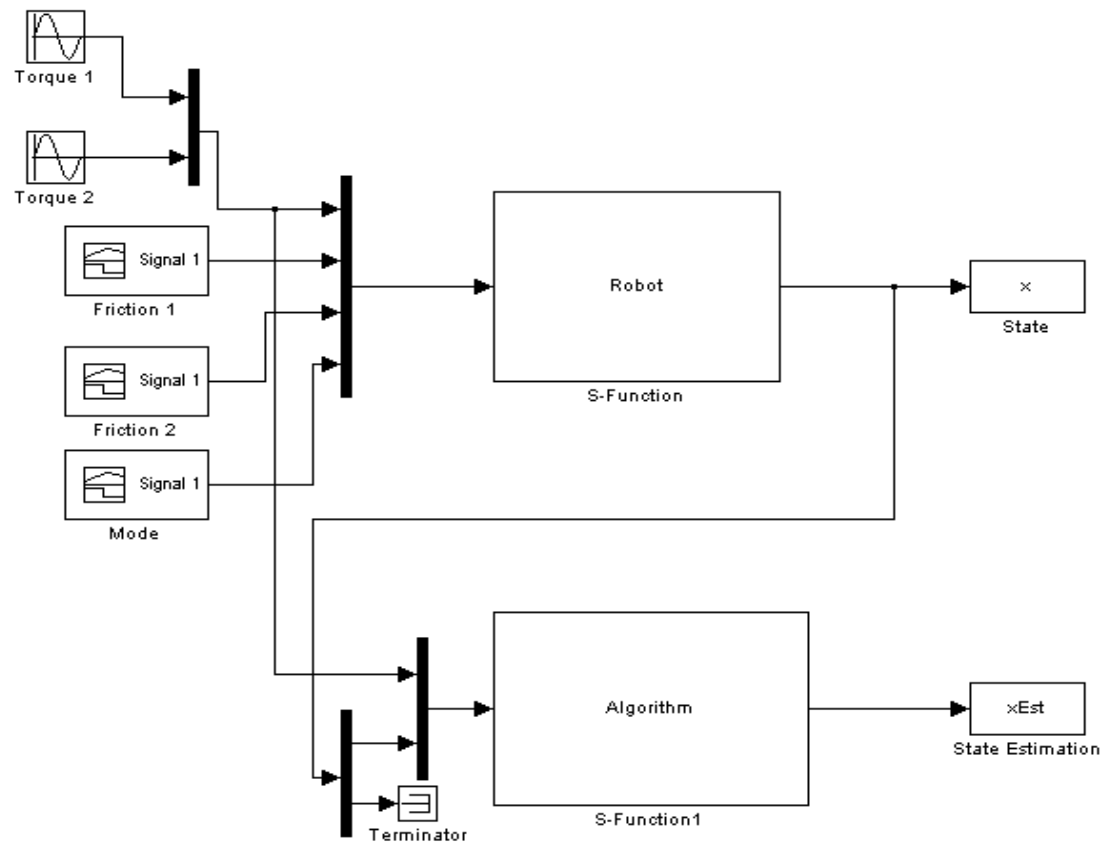 Torque 1
Torque 2
Signal 1
Friction 1
Signal 1
Friction 2
Signal 1
Mode
Robot
S-Function
x
State
Algorithm
S-Function1
xEst
State Estimation
Terminator